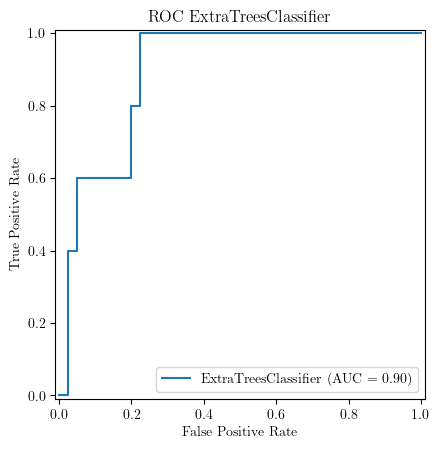 ROC ExtraTreesClassifier
1.0
0.8
0.6
0.4
0.2
0.0
True Positive Rate
ExtraTreesClassifier (AUC = 0.90)
0.0 0.2 0.4 0.6 0.8 1.0
False Positive Rate